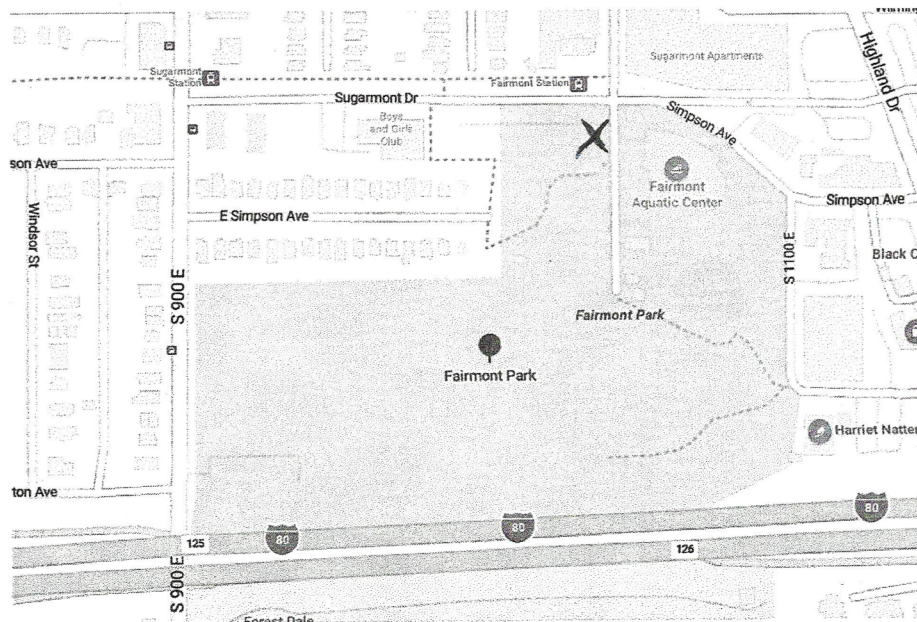 Sugarmont Apartments
Highland Dr
Sugarmont
Station
Fairmont Station
Sugarmont Dr
Simpson Ave
Boys
and Girls
Club
son Ave
Fairmont
Aquatic Center
E Simpson Ave
Simpson Ave
Windsor St
S 900 E
S 1100 E
Black C
Fairmont Park
Fairmont Park
Harriet Natter
ton Ave
80
80
80
125
126
S 900 E
Forest Dale